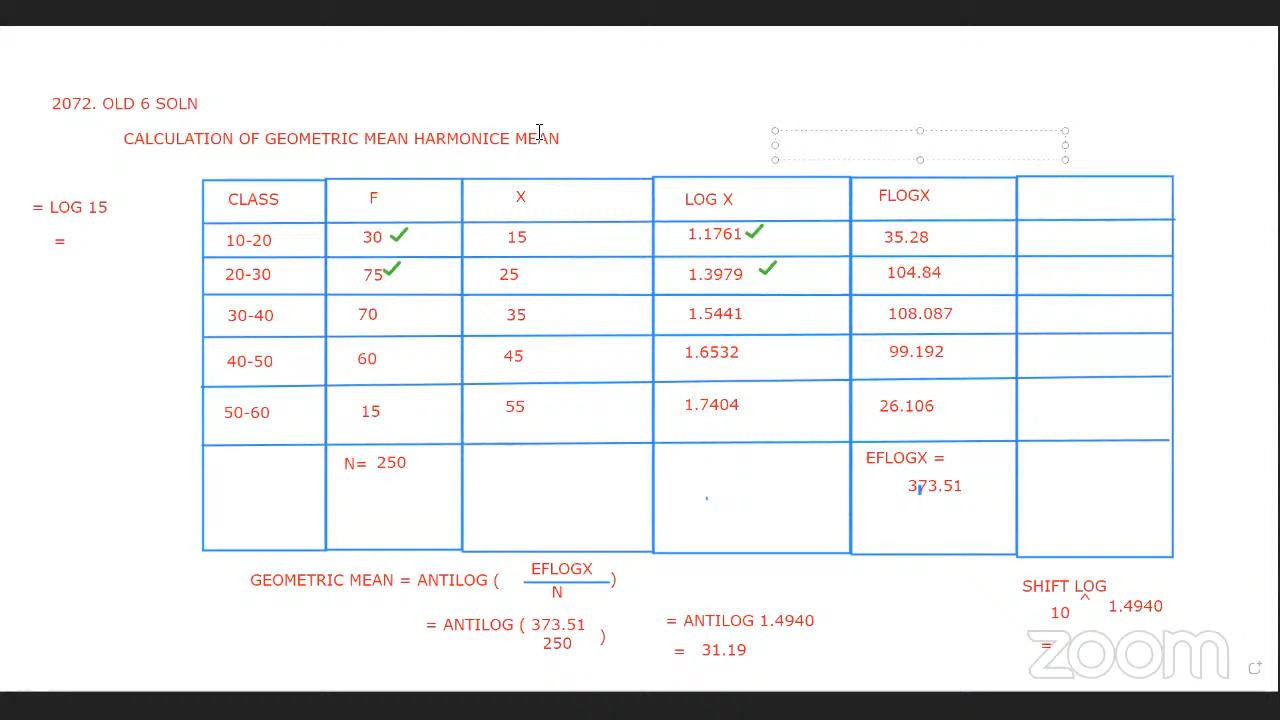 2072. OLD 6 SOLN
CALCULATION OF GEOMETRIC MEAN HARMONICE MEAN
= LOG 15
=
CLASS F X LOG X FLOGX
10-20 30 15 1.1761 35.28
20-30 75 25 1.3979 104.84
30-40 70 35 1.5441 108.087
40-50 60 45 1.6532 99.192
50-60 15 55 1.7404 26.106
N= 250 EFLOGX =
373.51
GEOMETRIC MEAN = ANTILOG ( EFLOGX )
N
= ANTILOG ( 373.51 )
250
= ANTILOG 1.4940
= 31.19
SHIFT LOG
10 ^ 1.4940
=
zoom